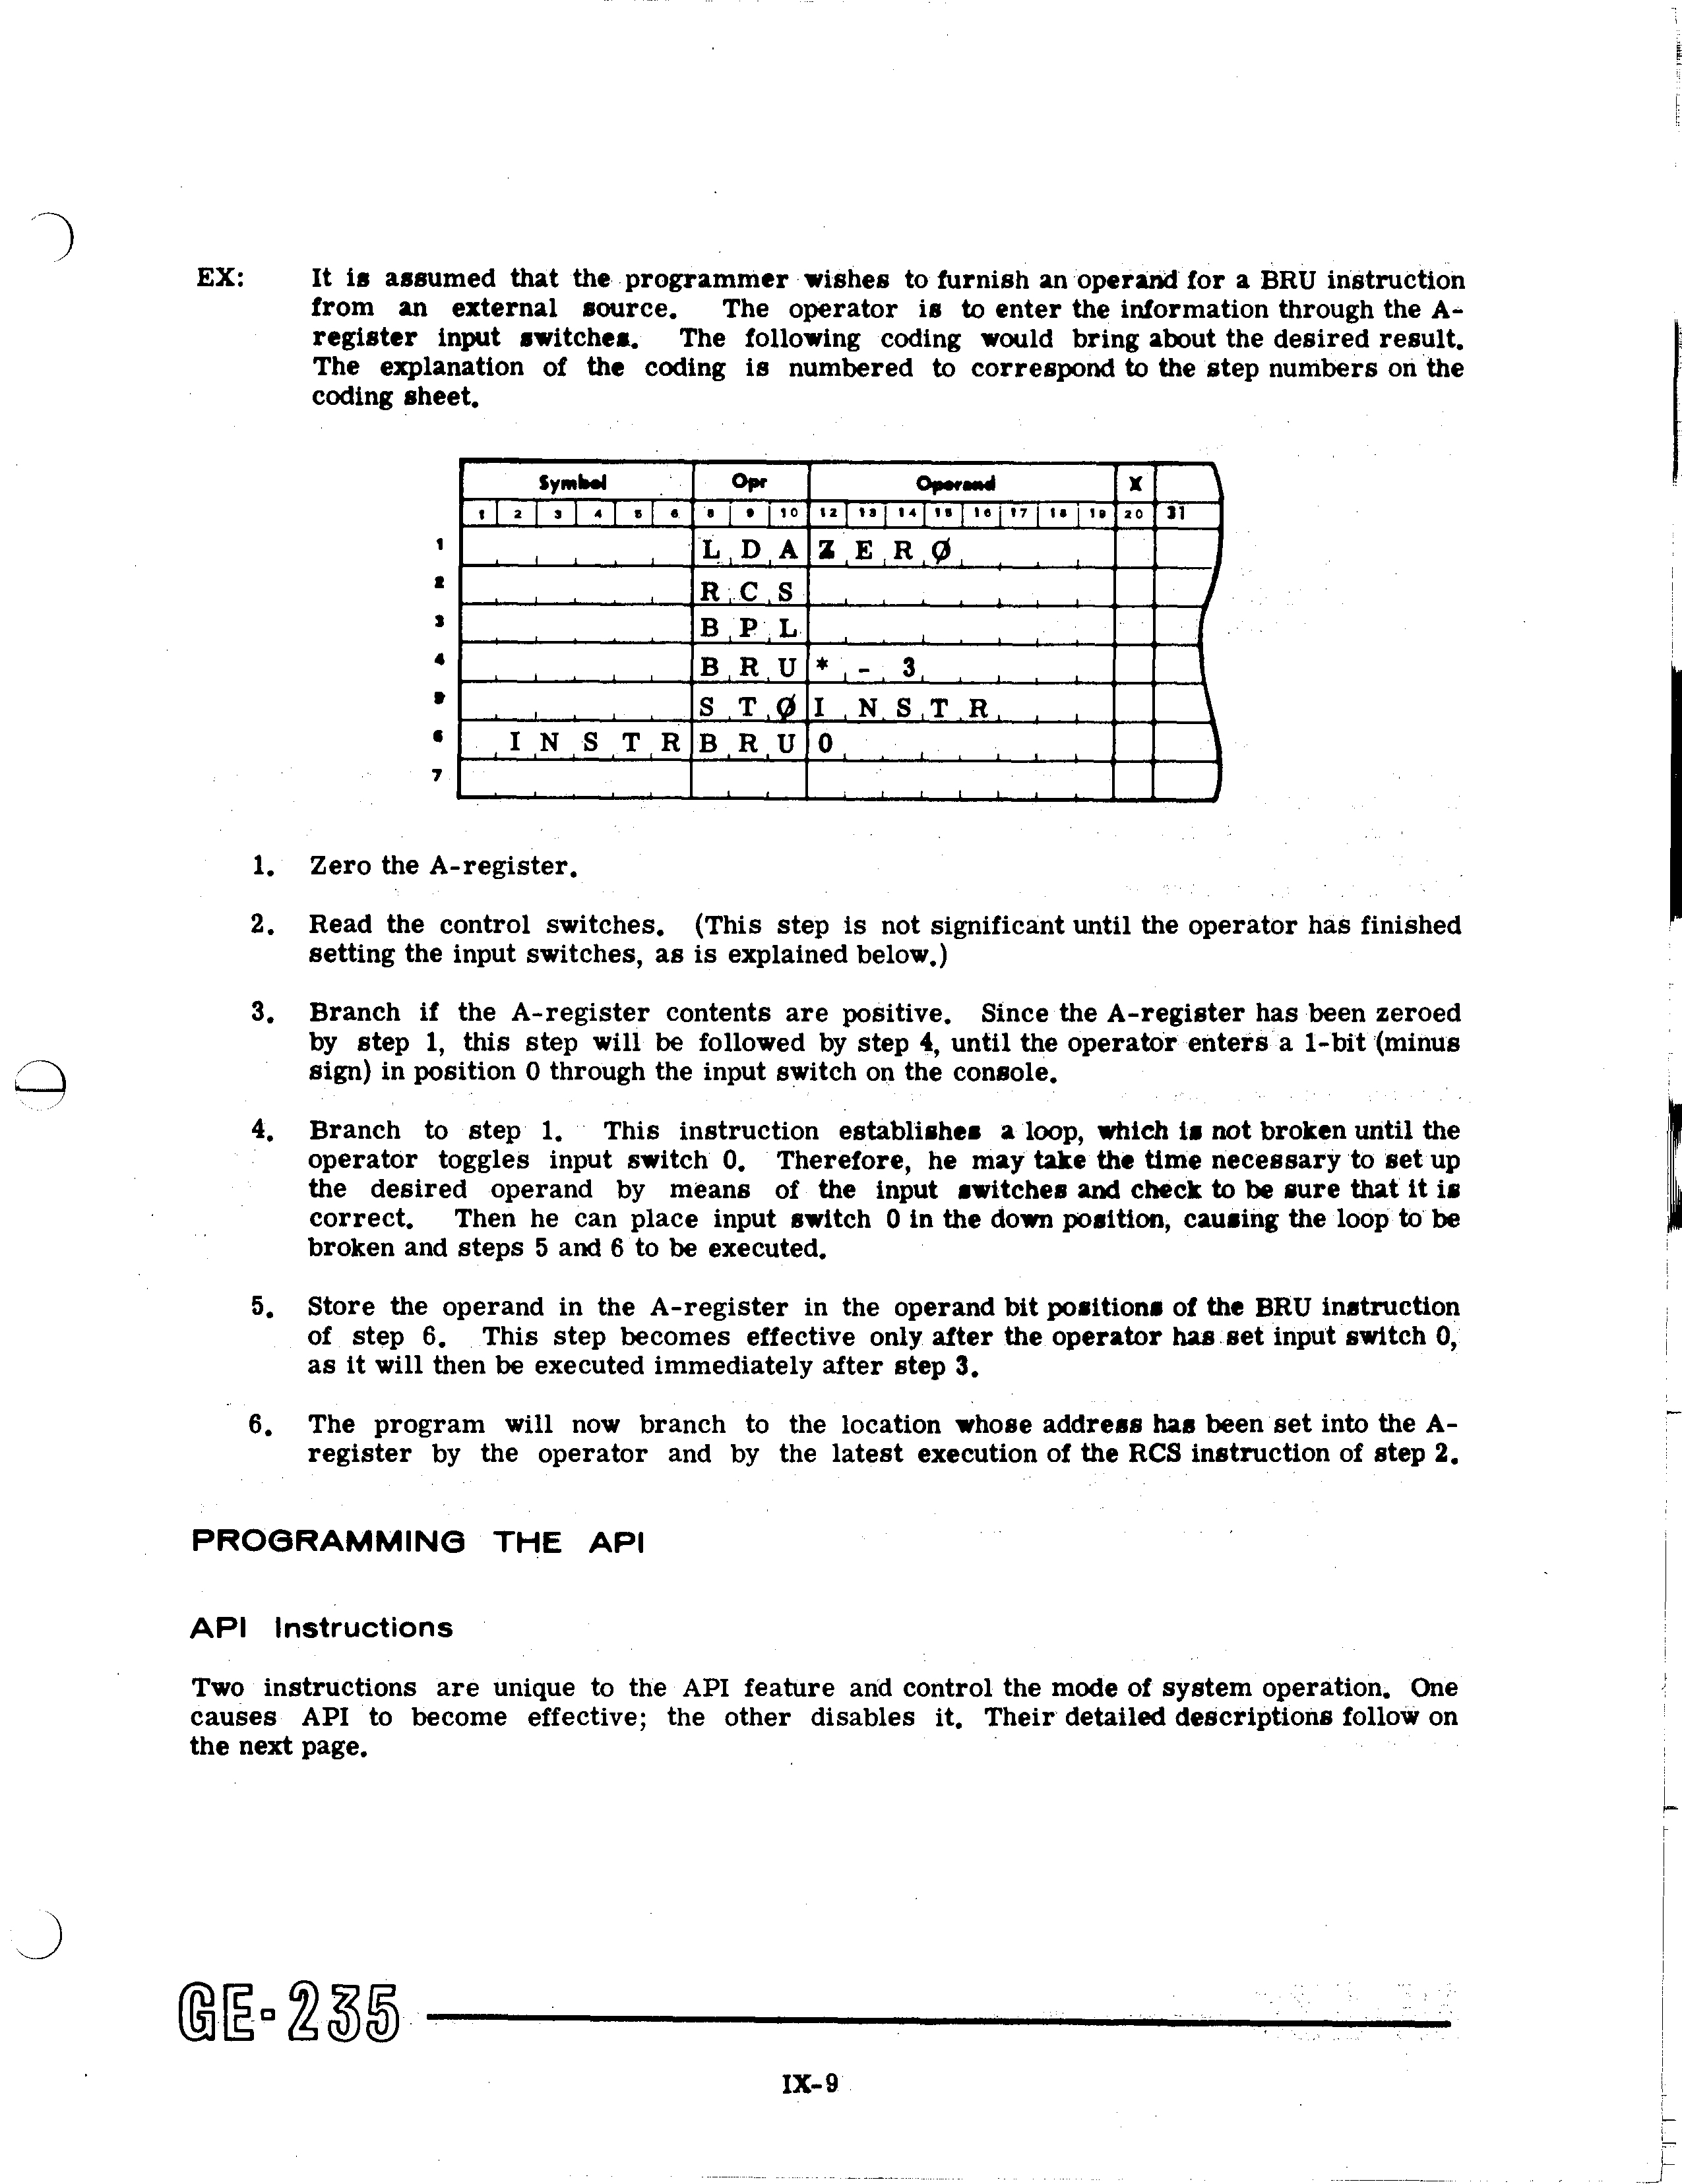 EX: It is assumed that the programmer wishes to furnish an operand for a BRU instruction
from an external source. The operator is to enter the information through the A-
register input switches. The following coding would bring about the desired result.
The explanation of the coding is numbered to correspond to the step numbers on the
coding sheet.
Symbol Opr Operand X
1 2 3 4 5 6 8 9 10 12 13 14 15 16 17 18 19 20 31
1 LDA ZERØ
2 RCS
3 BPL
4 BRU *-3
5 STØ INSTR
6 INSTR BRU 0
7
1. Zero the A-register.
2. Read the control switches. (This step is not significant until the operator has finished
setting the input switches, as is explained below.)
3. Branch if the A-register contents are positive. Since the A-register has been zeroed
by step 1, this step will be followed by step 4, until the operator enters a 1-bit (minus
sign) in position 0 through the input switch on the console.
4. Branch to step 1. This instruction establishes a loop, which is not broken until the
operator toggles input switch 0. Therefore, he may take the time necessary to set up
the desired operand by means of the input switches and check to be sure that it is
correct. Then he can place input switch 0 in the down position, causing the loop to be
broken and steps 5 and 6 to be executed.
5. Store the operand in the A-register in the operand bit positions of the BRU instruction
of step 6. This step becomes effective only after the operator has set input switch 0,
as it will then be executed immediately after step 3.
6. The program will now branch to the location whose address has been set into the A-
register by the operator and by the latest execution of the RCS instruction of step 2.
PROGRAMMING THE API
API Instructions
Two instructions are unique to the API feature and control the mode of system operation. One
causes API to become effective; the other disables it. Their detailed descriptions follow on
the next page.
GE-235
IX-9